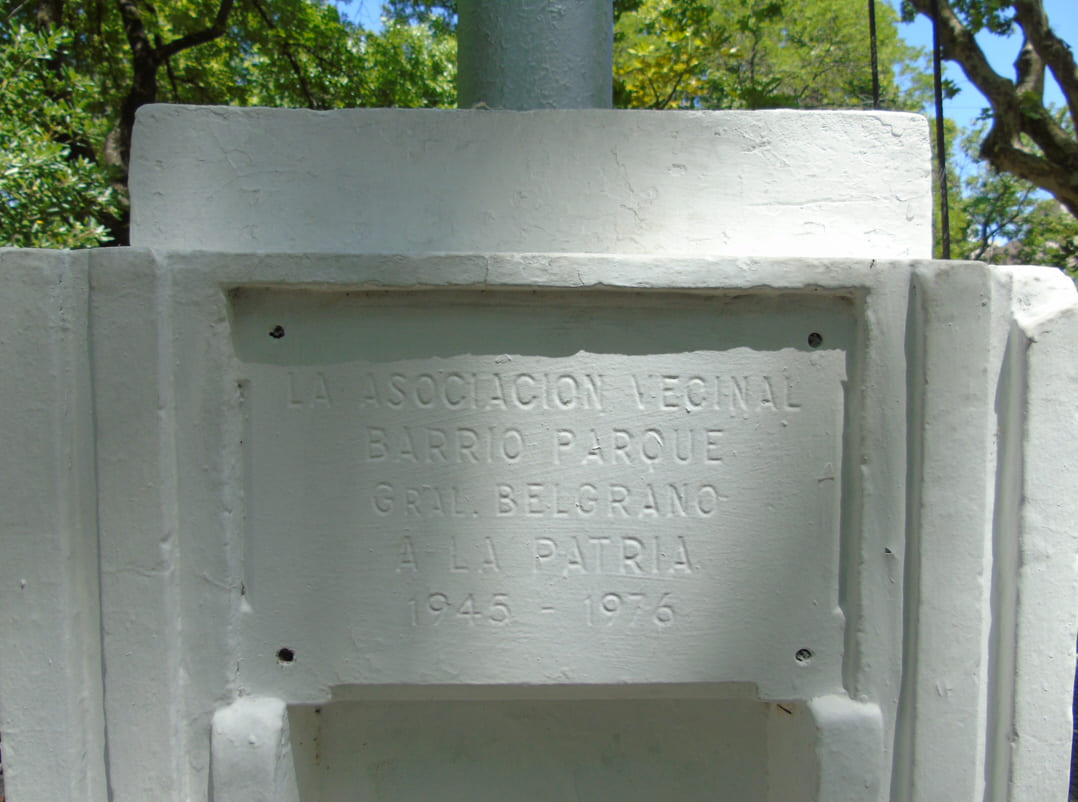 LA ASOCIACION VECINAL
BARRIO PARQUE
GRAL. BELGRANO
A LA PATRIA
1945 - 1976